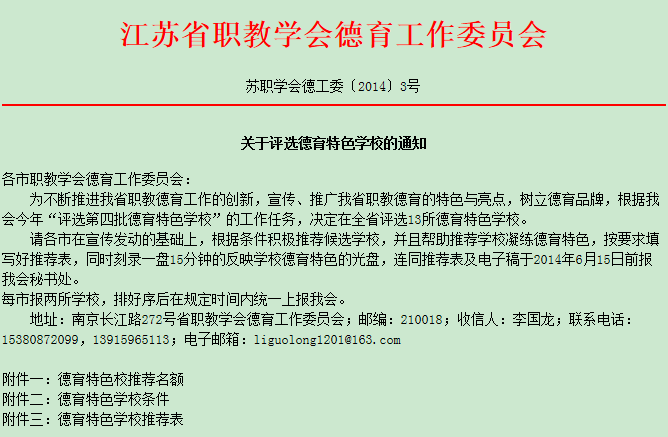 江苏省职教学会德育工作委员会
苏职学会德工委〔2014〕3号
关于评选德育特色学校的通知
各市职教学会德育工作委员会：
为不断推进我省职教德育工作的创新，宣传、推广我省职教德育的特色与亮点，树立德育品牌，根据我
会今年“评选第四批德育特色学校”的工作任务，决定在全省评选13所德育特色学校。
请各市在宣传发动的基础上，根据条件积极推荐候选学校，并且帮助推荐学校凝练德育特色，按要求填
写好推荐表，同时刻录一盘15分钟的反映学校德育特色的光盘，连同推荐表及电子稿于2014年6月15日前报
我会秘书处。
每市报两所学校，排好序后在规定时间内统一上报我会。
地址：南京长江路272号省职教学会德育工作委员会；邮编：210018；收信人：李国龙；联系电话：
15380872099，13915965113；电子邮箱：liguolong1201@163.com
附件一：德育特色校推荐名额
附件二：德育特色学校条件
附件三：德育特色学校推荐表